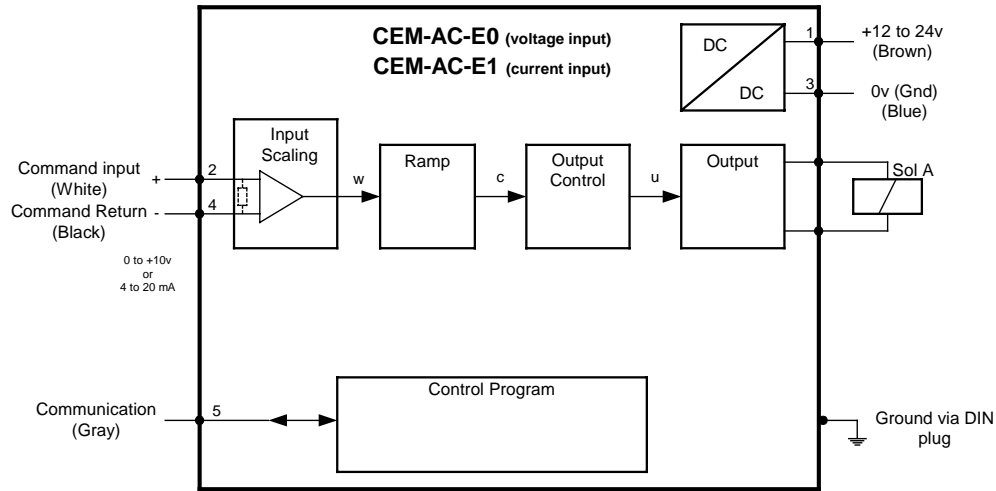 CEM-AC-E0 (voltage input)
CEM-AC-E1 (current input)
DC
DC
1
+12 to 24v
(Brown)
3
0v (Gnd)
(Blue)
Input
Scaling
Ramp
Output
Control
Output
Command input
(White)
+
2
Command Return
(Black)
-
4
w
c
u
Sol A
0 to +10v
or
4 to 20 mA
Control Program
Communication
(Gray)
5
Ground via DIN
plug